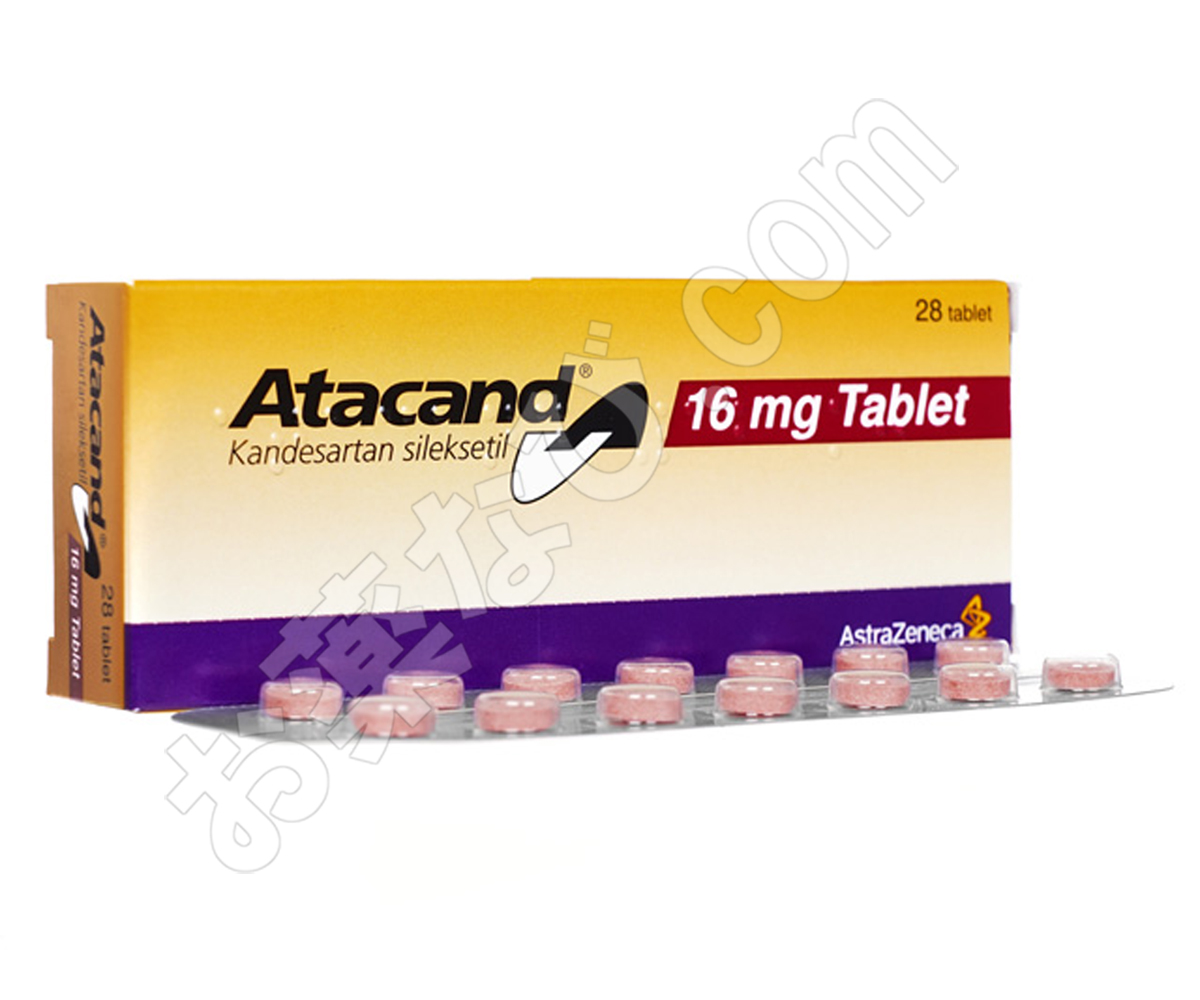 28 tablet
Atacand®
Kandesartan sileksetil
16 mg Tablet
AstraZeneca
Atacand®
Kandesartan sileksetil
16 mg Tablet
28 tablet
お薬なび.com